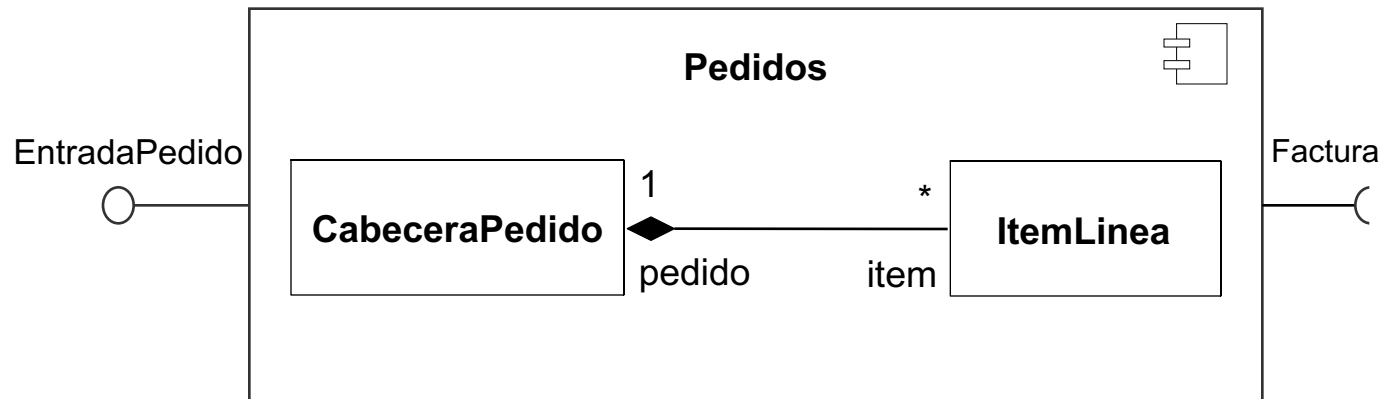 Pedidos
EntradaPedido
Factura
CabeceraPedido
1
*
ItemLinea
pedido
item